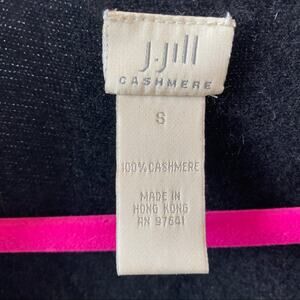 J.Jill
CASHMERE
S
100% CASHMERE
MADE IN
HONG KONG
RN 97641